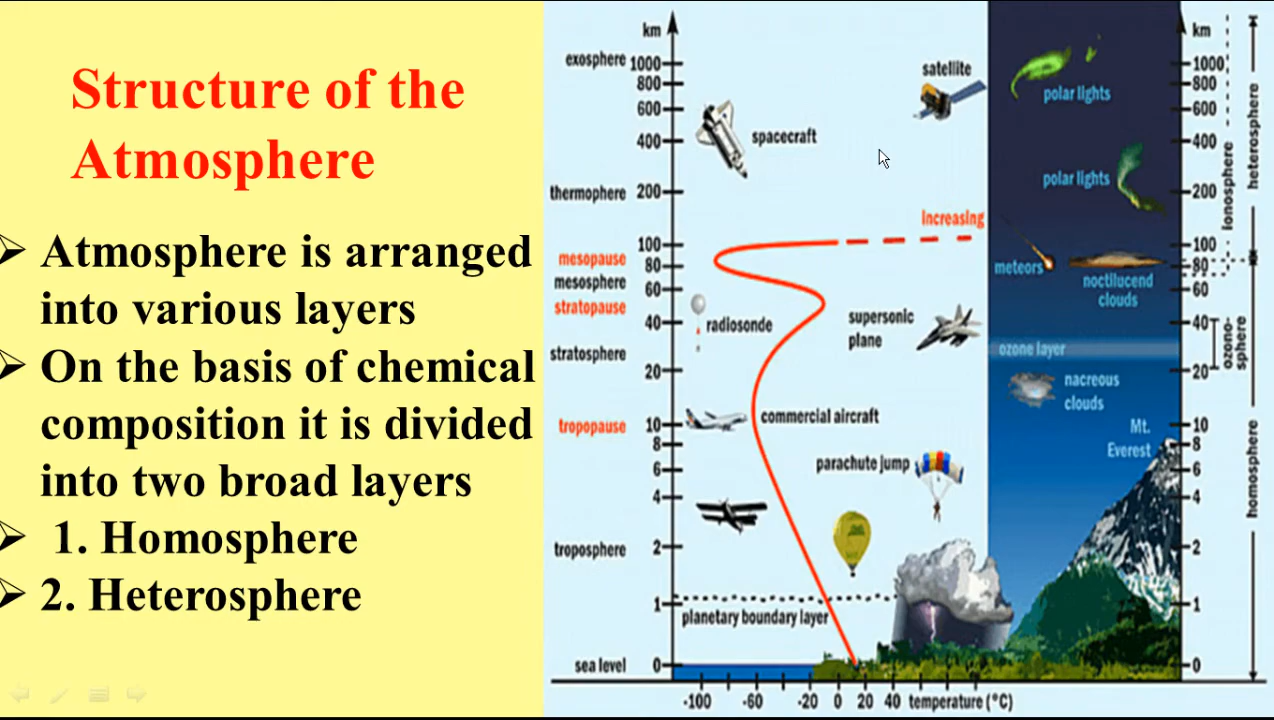 Structure of the
Atmosphere
Atmosphere is arranged
into various layers
On the basis of chemical
composition it is divided
into two broad layers
1. Homosphere
2. Heterosphere
km
exosphere
1000
800
600
400
thermophere
200
100
mesopause
80
mesosphere
60
stratopause
40
stratosphere
20
tropopause
10
8
6
4
troposphere
2
1
sea level
0
satellite
spacecraft
increasing
radiosonde
supersonic
plane
commercial aircraft
parachute jump
planetary boundary layer
-100
-60
-20
0
20
40
temperature (°C)
polar lights
polar lights
meteors
noctilucend
clouds
ozone layer
nacreous
clouds
Mt.
Everest
km
1000
800
600
400
200
100
80
60
40
20
10
8
6
4
2
1
0
ionosphere
heterosphere
ozono-
sphere
homosphere